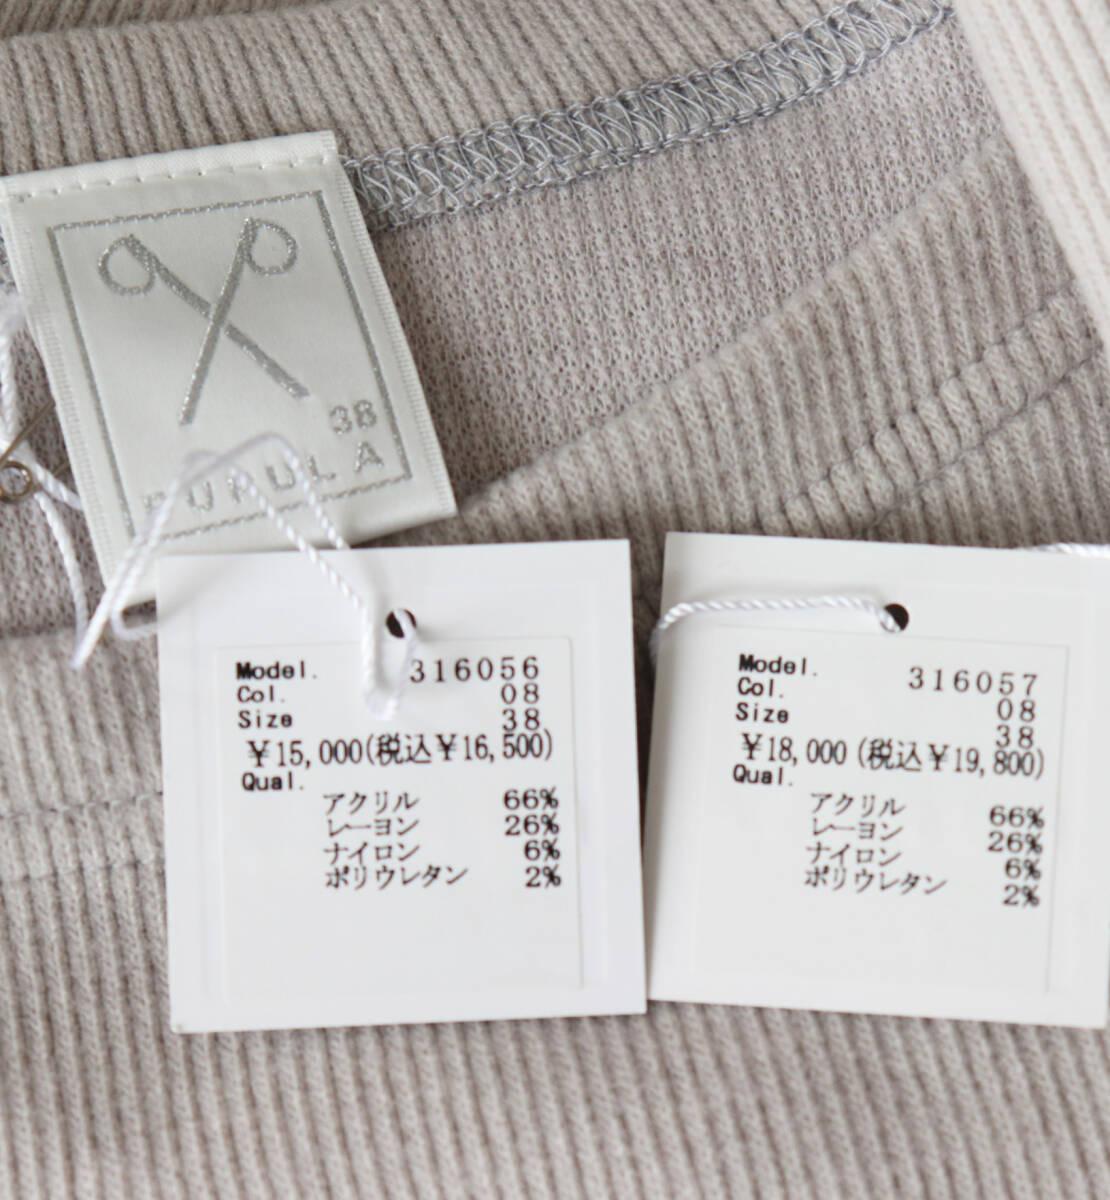 38
PUPULA
Model. 316056
Col. 08
Size 38
￥15,000(税込￥16,500)
Qual.
アクリル 66%
レーヨン 26%
ナイロン 6%
ポリウレタン 2%
Model. 316057
Col. 08
Size 38
￥18,000 (税込￥19,800)
Qual.
アクリル 66%
レーヨン 26%
ナイロン 6%
ポリウレタン 2%